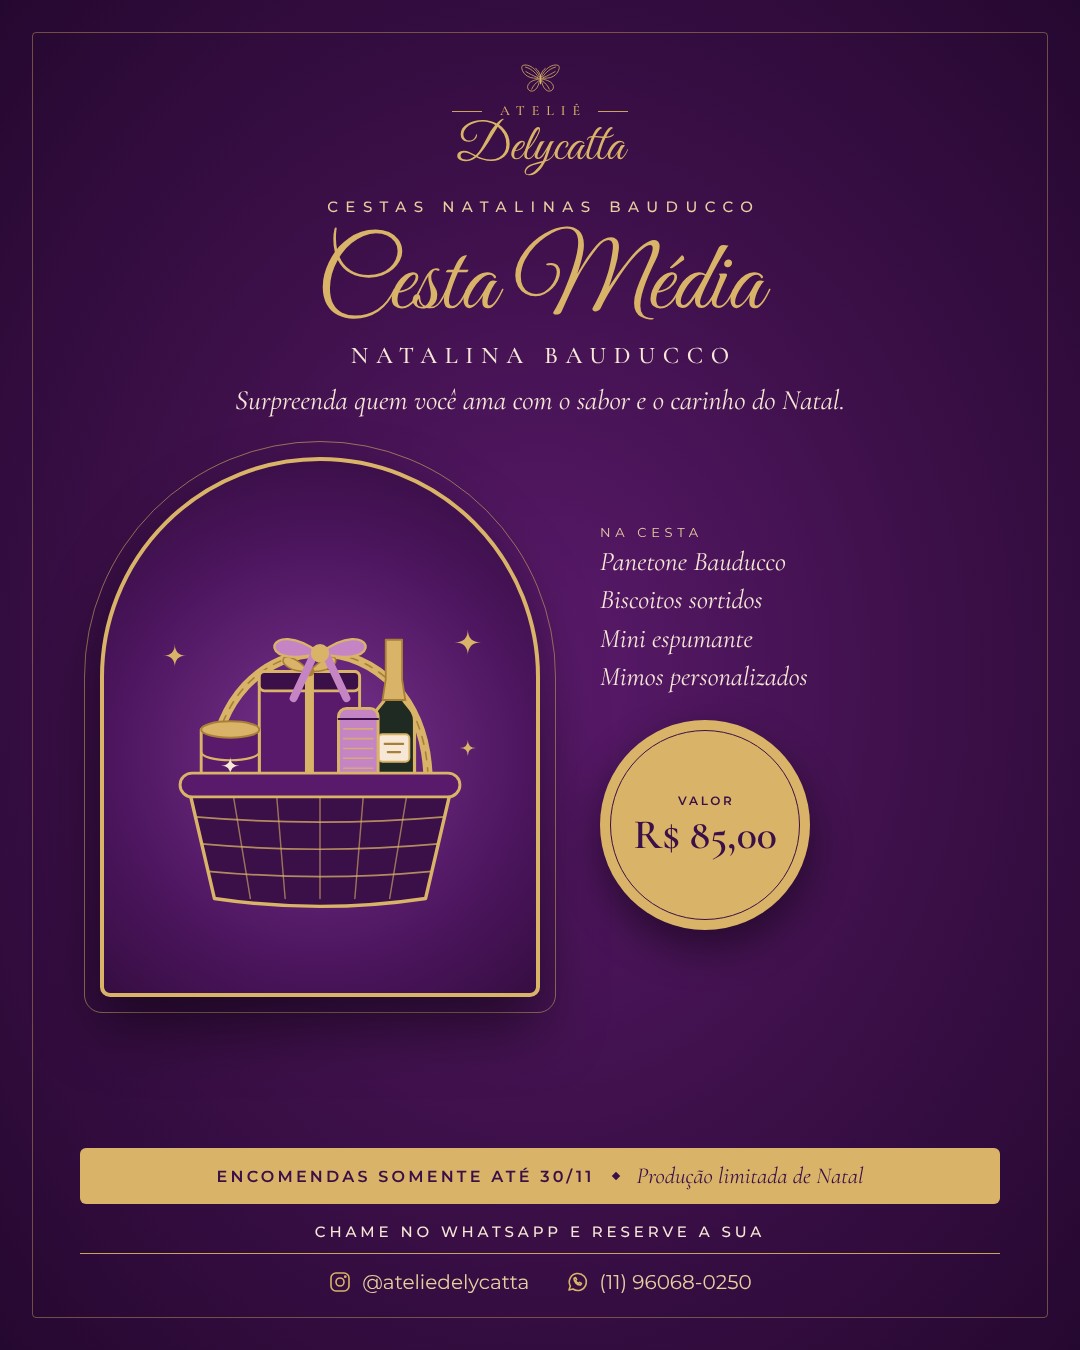 ATELIÊ
Delycatta
CESTAS NATALINAS BAUDUCCO
Cesta Média
NATALINA BAUDUCCO
Surpreenda quem você ama com o sabor e o carinho do Natal.
NA CESTA
Panetone Bauducco
Biscoitos sortidos
Mini espumante
Mimos personalizados
VALOR
R$ 85,00
ENCOMENDAS SOMENTE ATÉ 30/11 ◆ Produção limitada de Natal
CHAME NO WHATSAPP E RESERVE A SUA
@ateliedelycatta (11) 96068-0250